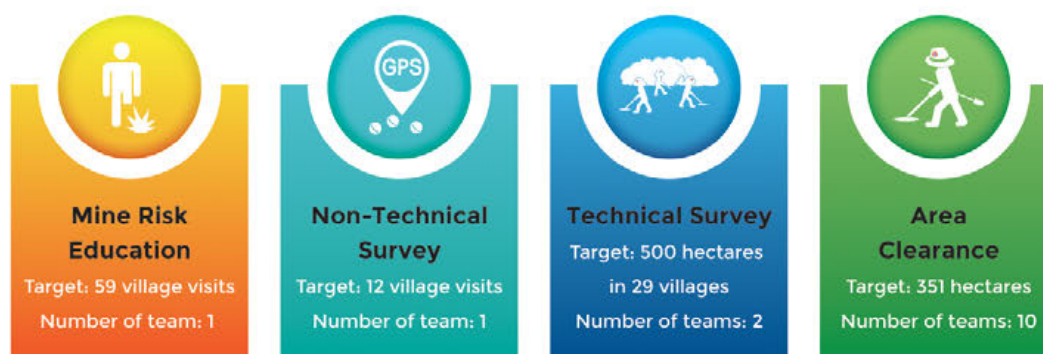 Mine Risk
Education
Target: 59 village visits
Number of team: 1
GPS
Non-Technical
Survey
Target: 12 village visits
Number of team: 1
Technical Survey
Target: 500 hectares
in 29 villages
Number of teams: 2
Area
Clearance
Target: 351 hectares
Number of teams: 10